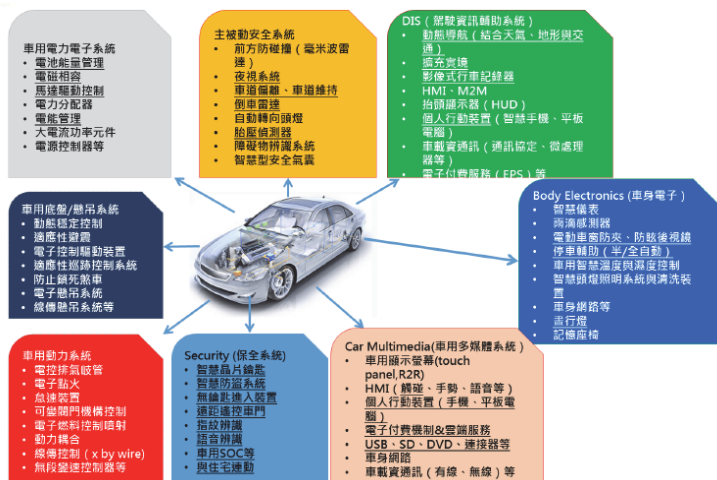 車用電力電子系統
• 電池能量管理
• 電磁相容
• 馬達驅動控制
• 電力分配器
• 電能管理
• 大電流功率元件
• 電源控制器等
主被動安全系統
• 前方防碰撞（毫米波雷
達）
• 夜視系統
• 車道偏離、車道維持
• 倒車雷達
• 自動轉向頭燈
• 胎壓偵測器
• 障礙物辨識系統
• 智慧型安全氣囊
DIS（駕駛資訊輔助系統）
• 動態導航（結合天氣、地形與交
通）
• 擴充實境
• 影像式行車記錄器
• HMI、M2M
• 抬頭顯示器（HUD）
• 個人行動裝置（智慧手機、平板
電腦）
• 車載資通訊（通訊協定、微處理
器等）
• 電子付費服務（EPS）等
車用底盤/懸吊系統
• 動態穩定控制
• 適應性避震
• 電子控制驅動裝置
• 適應性巡跡控制系統
• 防止鎖死煞車
• 電子懸吊系統
• 線傳懸吊系統等
Body Electronics (車身電子）
• 智慧儀表
• 雨滴感測器
• 電動車窗防夾、防眩後視鏡
• 停車輔助（半/全自動）
• 車用智慧溫度與濕度控制
• 智慧頭燈照明系統與清洗裝
置
• 車身網路等
• 晝行燈
• 記憶座椅
車用動力系統
• 電控排氣岐管
• 電子點火
• 怠速裝置
• 可變閥門機構控制
• 電子燃料控制噴射
• 動力耦合
• 線傳控制（x by wire）
• 無段變速控制器等
Security (保全系統）
• 智慧晶片鑰匙
• 智慧防盜系統
• 無鑰匙進入裝置
• 遠距遙控車門
• 指紋辨識
• 語音辨識
• 車用SOC等
• 與住宅連動
Car Multimedia(車用多媒體系統）
• 車用顯示螢幕(touch
panel,R2R)
• HMI（觸碰、手勢、語音等）
• 個人行動裝置（手機、平板電
腦）
• 電子付費機制&雲端服務
• USB、SD、DVD、連接器等
• 車身網路
• 車載資通訊（有線、無線）等